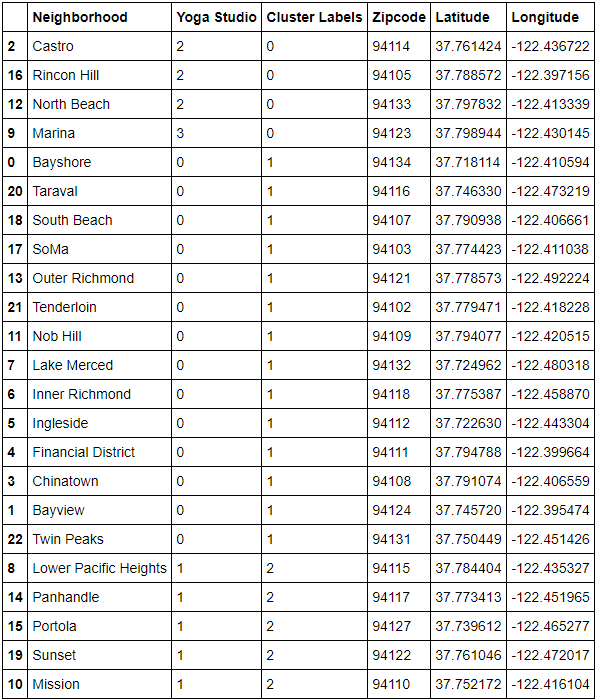 Neighborhood Yoga Studio Cluster Labels Zipcode Latitude Longitude
2 Castro 2 0 94114 37.761424 -122.436722
16 Rincon Hill 2 0 94105 37.788572 -122.397156
12 North Beach 2 0 94133 37.797832 -122.413339
9 Marina 3 0 94123 37.798944 -122.430145
0 Bayshore 0 1 94134 37.718114 -122.410594
20 Taraval 0 1 94116 37.746330 -122.473219
18 South Beach 0 1 94107 37.790938 -122.406661
17 SoMa 0 1 94103 37.774423 -122.411038
13 Outer Richmond 0 1 94121 37.778573 -122.492224
21 Tenderloin 0 1 94102 37.779471 -122.418228
11 Nob Hill 0 1 94109 37.794077 -122.420515
7 Lake Merced 0 1 94132 37.724962 -122.480318
6 Inner Richmond 0 1 94118 37.775387 -122.458870
5 Ingleside 0 1 94112 37.722630 -122.443304
4 Financial District 0 1 94111 37.794788 -122.399664
3 Chinatown 0 1 94108 37.791074 -122.406559
1 Bayview 0 1 94124 37.745720 -122.395474
22 Twin Peaks 0 1 94131 37.750449 -122.451426
8 Lower Pacific Heights 1 2 94115 37.784404 -122.435327
14 Panhandle 1 2 94117 37.773413 -122.451965
15 Portola 1 2 94127 37.739612 -122.465277
19 Sunset 1 2 94122 37.761046 -122.472017
10 Mission 1 2 94110 37.752172 -122.416104